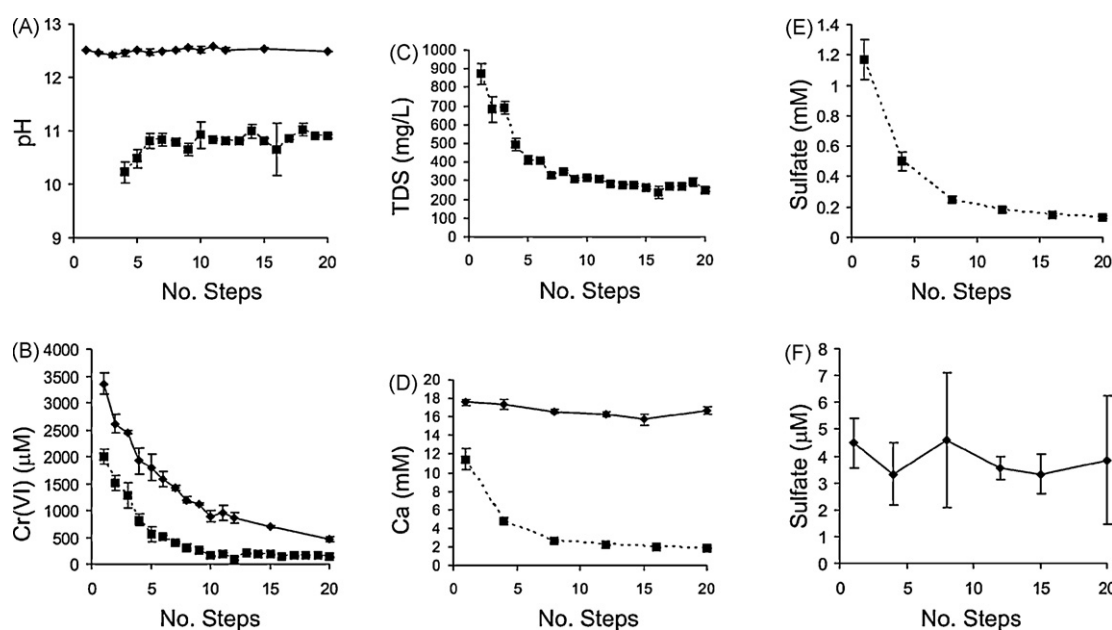 (A)
13
12
11
10
9
pH
0 5 10 15 20
No. Steps
(B)
4000
3500
3000
2500
2000
1500
1000
500
0
Cr(VI) (μM)
0 5 10 15 20
No. Steps
(C)
1000
900
800
700
600
500
400
300
200
100
0
TDS (mg/L)
0 5 10 15 20
No. Steps
(D)
20
18
16
14
12
10
8
6
4
2
0
Ca (mM)
0 5 10 15 20
No. Steps
(E)
1.4
1.2
1
0.8
0.6
0.4
0.2
0
Sulfate (mM)
0 5 10 15 20
No. Steps
(F)
8
7
6
5
4
3
2
1
0
Sulfate (μM)
0 5 10 15 20
No. Steps